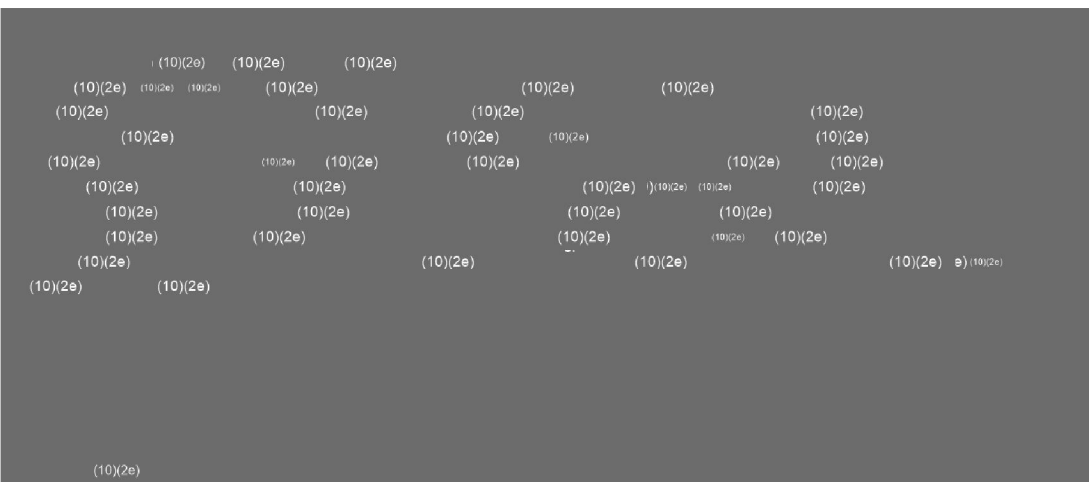 (10)(2e) (10)(2e) (10)(2e)
(10)(2e) (10)(2e) (10)(2e) (10)(2e) (10)(2e) (10)(2e)
(10)(2e) (10)(2e) (10)(2e) (10)(2e)
(10)(2e) (10)(2e) (10)(2e) (10)(2e)
(10)(2e) (10)(2e) (10)(2e) (10)(2e) (10)(2e) (10)(2e)
(10)(2e) (10)(2e) (10)(2e) )(10)(2e) (10)(2e) (10)(2e)
(10)(2e) (10)(2e) (10)(2e) (10)(2e)
(10)(2e) (10)(2e) (10)(2e) (10)(2e) (10)(2e)
(10)(2e) (10)(2e) (10)(2e) (10)(2e) e) (10)(2e)
(10)(2e) (10)(2e)
(10)(2e)